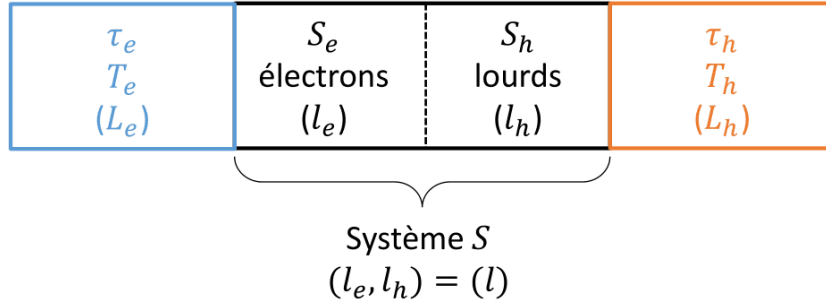 τ_e S_e S_h τ_h
T_e électrons lourds T_h
(L_e) (l_e) (l_h) (L_h)
Système S
(l_e, l_h) = (l)